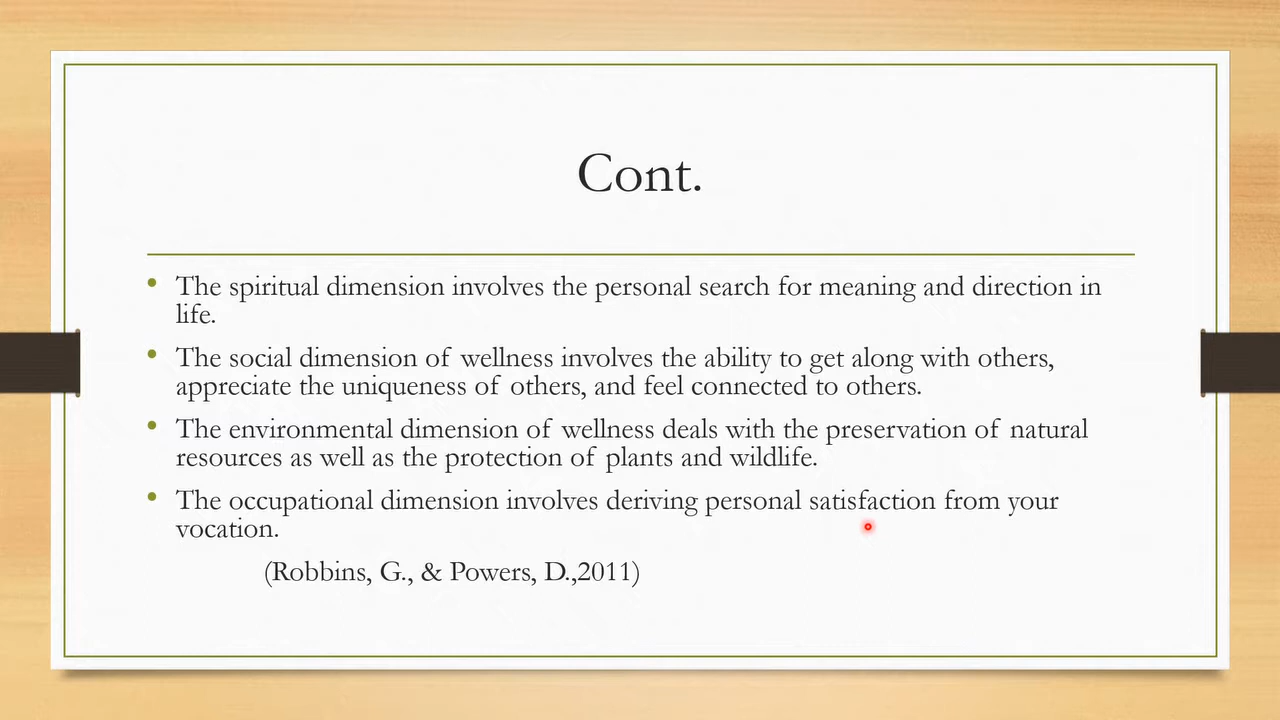 Cont.
• The spiritual dimension involves the personal search for meaning and direction in
life.
• The social dimension of wellness involves the ability to get along with others,
appreciate the uniqueness of others, and feel connected to others.
• The environmental dimension of wellness deals with the preservation of natural
resources as well as the protection of plants and wildlife.
• The occupational dimension involves deriving personal satisfaction from your
vocation.
(Robbins, G., & Powers, D.,2011)